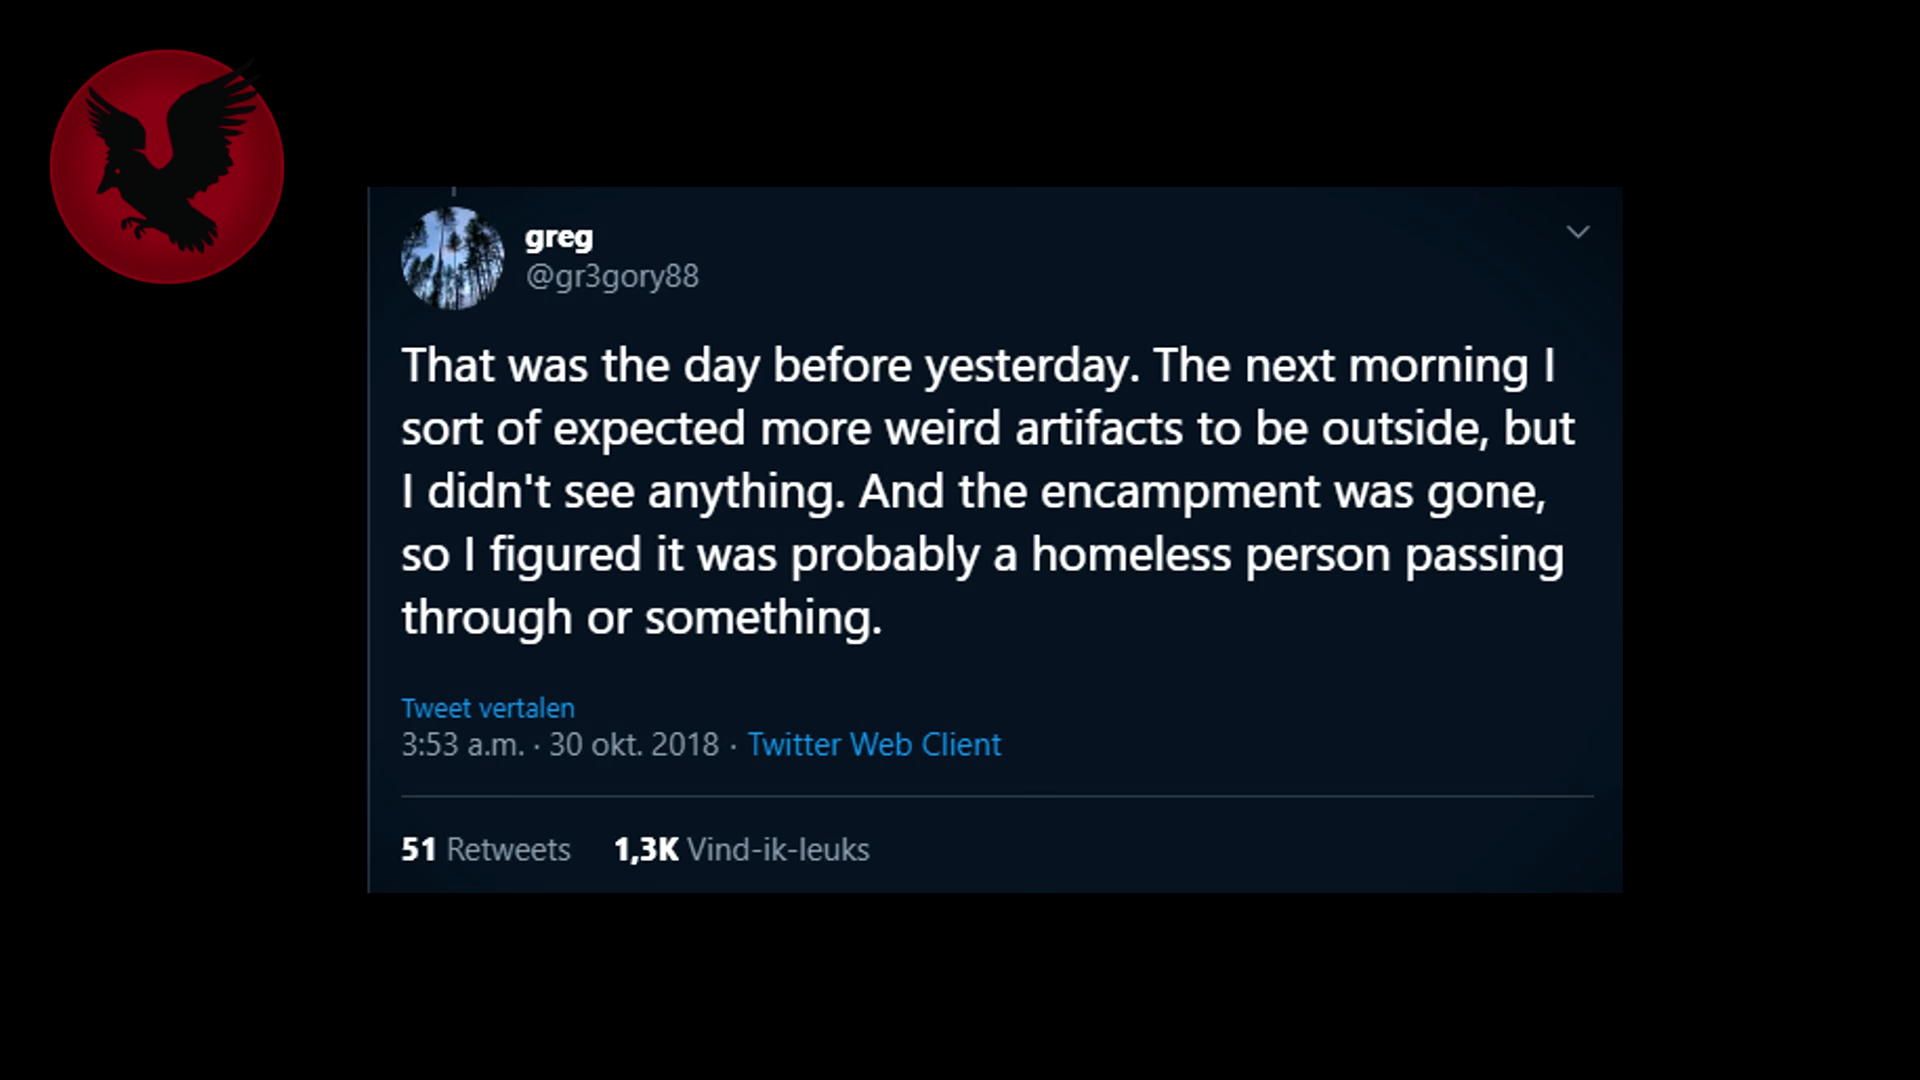 greg
@gr3gory88
That was the day before yesterday. The next morning I
sort of expected more weird artifacts to be outside, but
I didn't see anything. And the encampment was gone,
so I figured it was probably a homeless person passing
through or something.
Tweet vertalen
3:53 a.m. · 30 okt. 2018 · Twitter Web Client
51 Retweets 1,3K Vind-ik-leuks